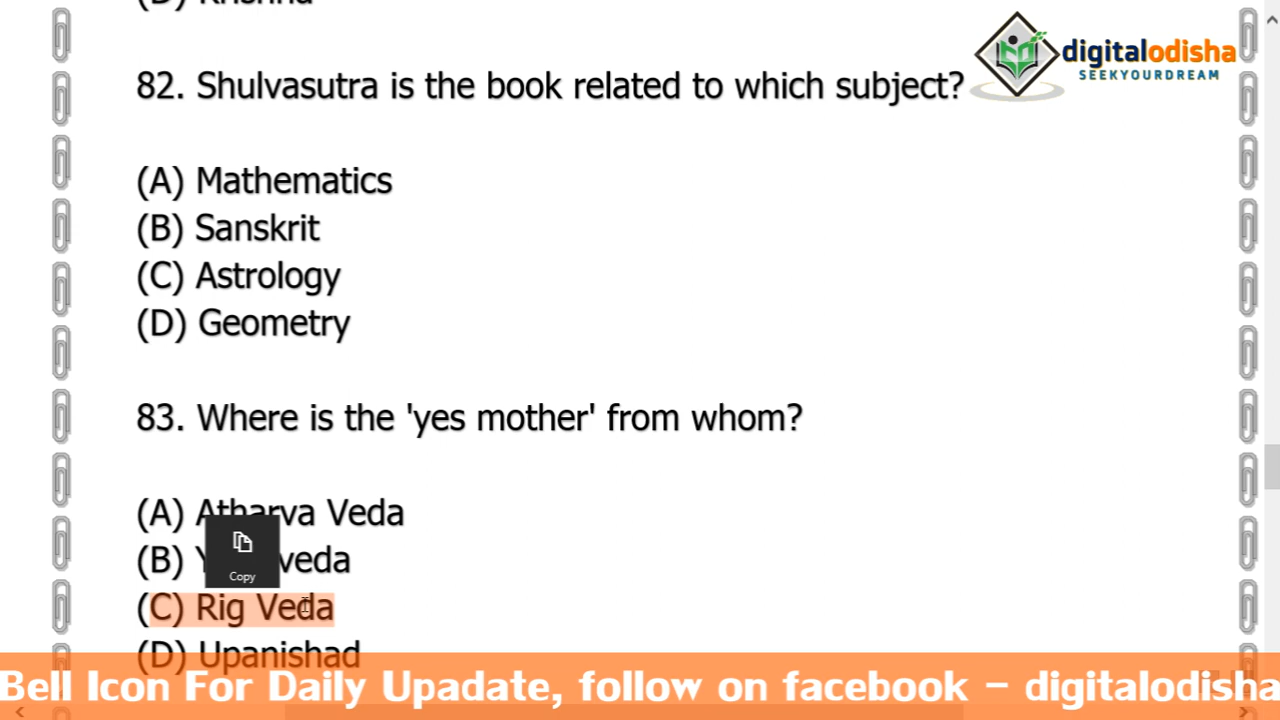 digitalodisha
SEEKYOURDREAM
82. Shulvasutra is the book related to which subject?
(A) Mathematics
(B) Sanskrit
(C) Astrology
(D) Geometry
83. Where is the 'yes mother' from whom?
(A) Atharva Veda
(B) veda
Copy
(C) Rig Veda
(D) Upanishad
Bell Icon For Daily Upadate, follow on facebook - digitalodisha